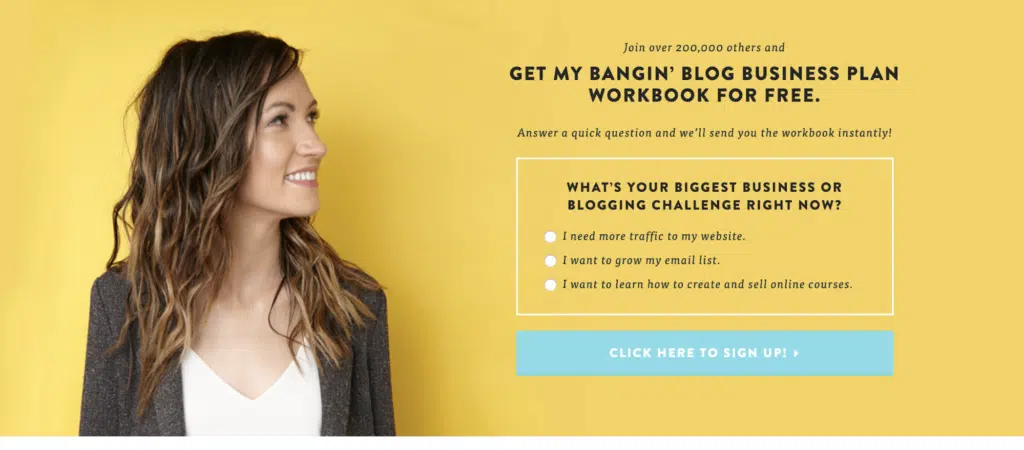 Join over 200,000 others and
GET MY BANGIN' BLOG BUSINESS PLAN
WORKBOOK FOR FREE.
Answer a quick question and we'll send you the workbook instantly!
WHAT'S YOUR BIGGEST BUSINESS OR
BLOGGING CHALLENGE RIGHT NOW?
I need more traffic to my website.
I want to grow my email list.
I want to learn how to create and sell online courses.
CLICK HERE TO SIGN UP!